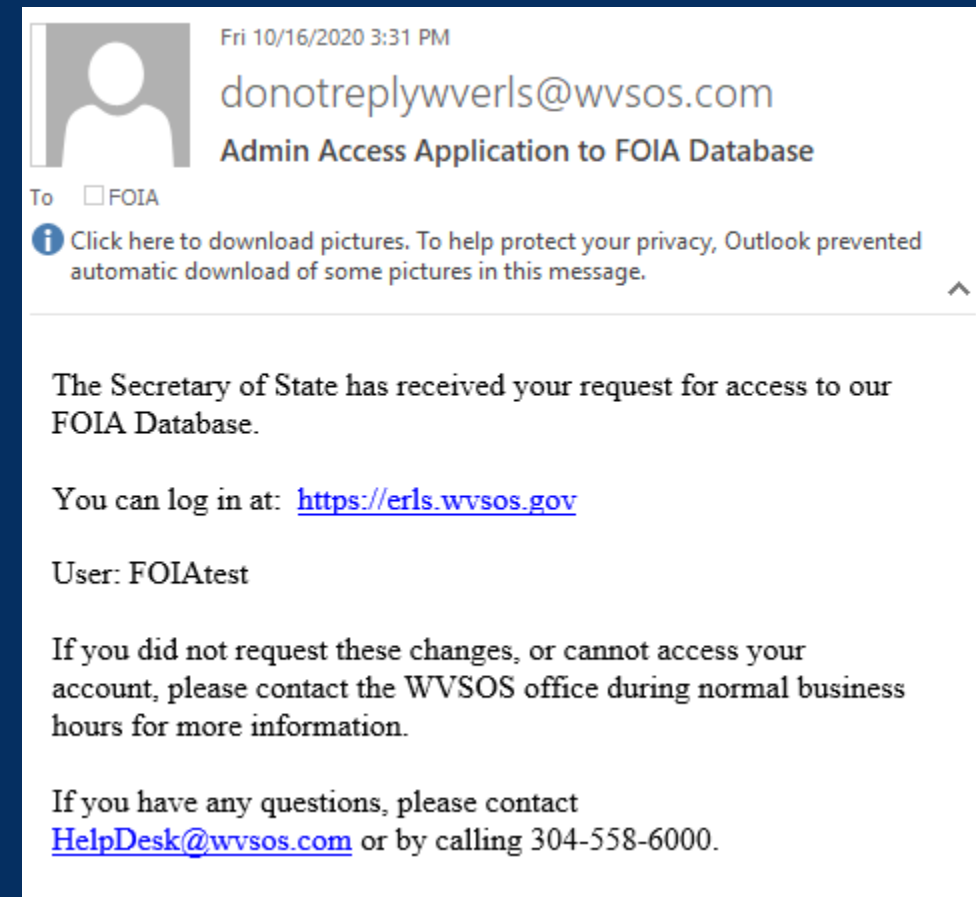 Fri 10/16/2020 3:31 PM
donotreplywverls@wvsos.com
Admin Access Application to FOIA Database
To FOIA
Click here to download pictures. To help protect your privacy, Outlook prevented
automatic download of some pictures in this message.
The Secretary of State has received your request for access to our
FOIA Database.
You can log in at: https://erls.wvsos.gov
User: FOIAtest
If you did not request these changes, or cannot access your
account, please contact the WVSOS office during normal business
hours for more information.
If you have any questions, please contact
HelpDesk@wvsos.com or by calling 304-558-6000.